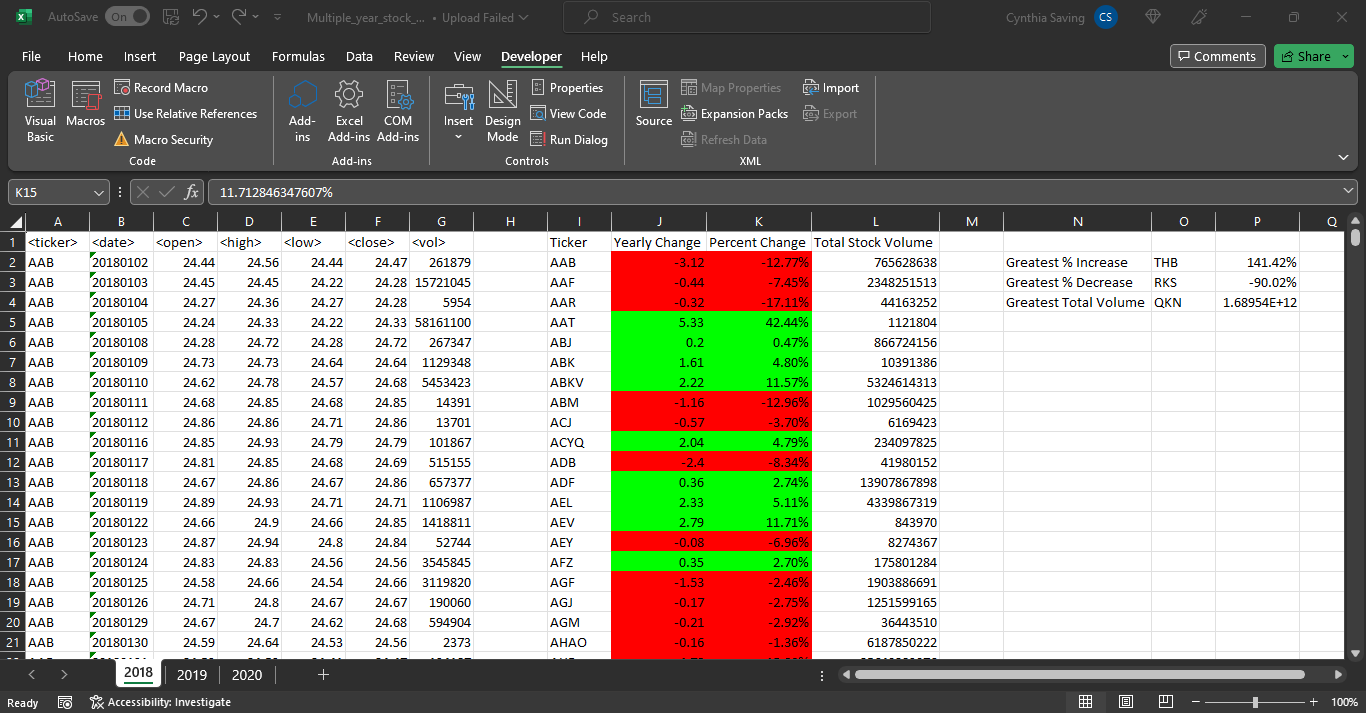 AutoSave On Multiple_year_stock_... • Upload Failed Search Cynthia Saving CS
File Home Insert Page Layout Formulas Data Review View Developer Help Comments Share
Visual Basic Macros Record Macro Use Relative References Macro Security Code
Add-ins Excel Add-ins COM Add-ins Add-ins
Insert Design Mode Properties View Code Run Dialog Controls
Source Map Properties Expansion Packs Refresh Data Import Export XML
K15 fx 11.712846347607%
A B C D E F G H I J K L M N O P Q
1 <ticker> <date> <open> <high> <low> <close> <vol> Ticker Yearly Change Percent Change Total Stock Volume
2 AAB 20180102 24.44 24.56 24.44 24.47 261879 AAB -3.12 -12.77% 765628638 Greatest % Increase THB 141.42%
3 AAB 20180103 24.45 24.45 24.22 24.28 15721045 AAF -0.44 -7.45% 2348251513 Greatest % Decrease RKS -90.02%
4 AAB 20180104 24.27 24.36 24.27 24.28 5954 AAR -0.32 -17.11% 44163252 Greatest Total Volume QKN 1.68954E+12
5 AAB 20180105 24.24 24.33 24.22 24.33 58161100 AAT 5.33 42.44% 1121804
6 AAB 20180108 24.28 24.72 24.28 24.72 267347 ABJ 0.2 0.47% 866724156
7 AAB 20180109 24.73 24.73 24.64 24.64 1129348 ABK 1.61 4.80% 10391386
8 AAB 20180110 24.62 24.78 24.57 24.68 5453423 ABKV 2.22 11.57% 5324614313
9 AAB 20180111 24.68 24.85 24.68 24.85 14391 ABM -1.16 -12.96% 1029560425
10 AAB 20180112 24.86 24.86 24.71 24.86 13701 ACJ -0.57 -3.70% 6169423
11 AAB 20180116 24.85 24.93 24.79 24.79 101867 ACYQ 2.04 4.79% 234097825
12 AAB 20180117 24.81 24.85 24.68 24.69 515155 ADB -2.4 -8.34% 41980152
13 AAB 20180118 24.67 24.86 24.67 24.86 657377 ADF 0.36 2.74% 13907867898
14 AAB 20180119 24.89 24.93 24.71 24.71 1106987 AEL 2.33 5.11% 4339867319
15 AAB 20180122 24.66 24.9 24.66 24.85 1418811 AEV 2.79 11.71% 843970
16 AAB 20180123 24.87 24.94 24.8 24.84 52744 AEY -0.08 -6.96% 8274367
17 AAB 20180124 24.83 24.83 24.56 24.56 3545845 AFZ 0.35 2.70% 175801284
18 AAB 20180125 24.58 24.66 24.54 24.66 3119820 AGF -1.53 -2.46% 1903886691
19 AAB 20180126 24.71 24.8 24.67 24.67 190060 AGJ -0.17 -2.75% 1251599165
20 AAB 20180129 24.67 24.7 24.62 24.68 594904 AGM -0.21 -2.92% 36443510
21 AAB 20180130 24.59 24.64 24.53 24.56 2373 AHAO -0.16 -1.36% 6187850222
2018 2019 2020
Ready Accessibility: Investigate 100%